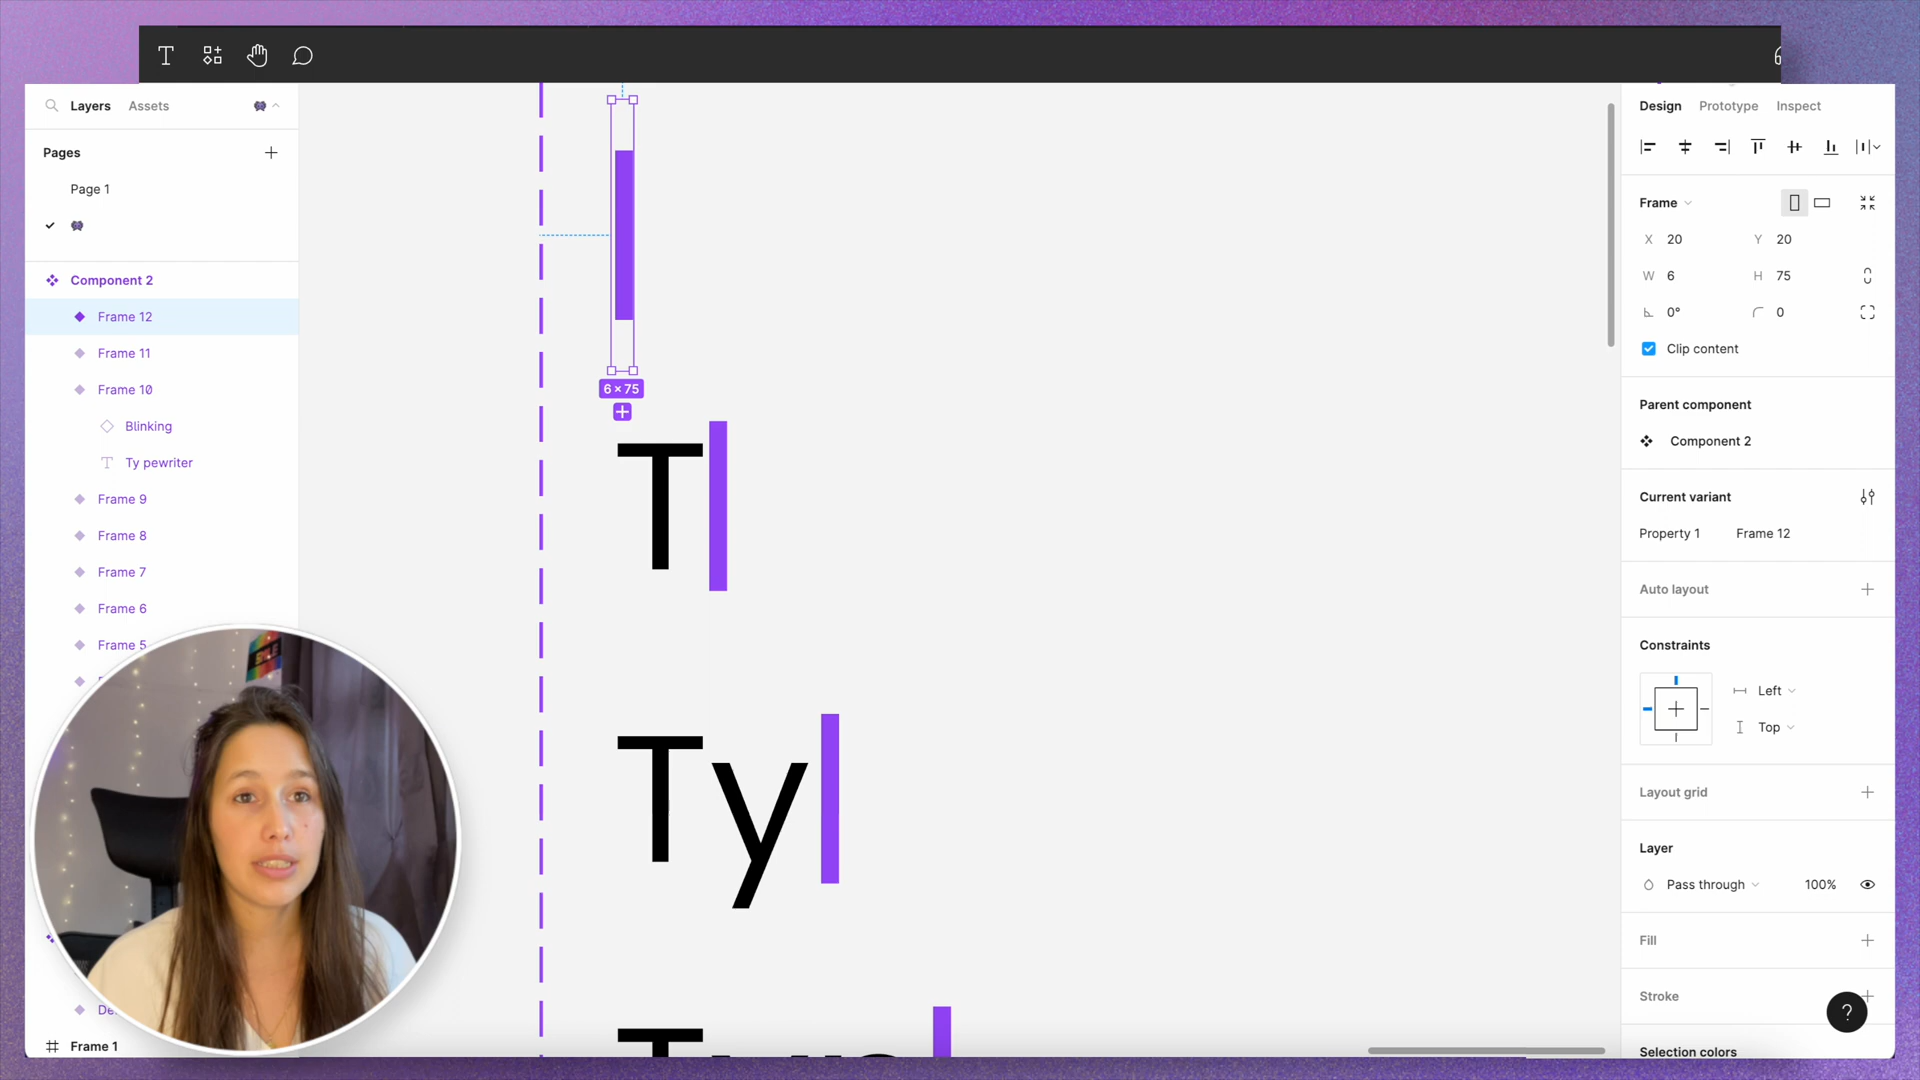 Layers Assets
Pages
Page 1
Component 2
Frame 12
Frame 11
Frame 10
Blinking
Ty pewriter
Frame 9
Frame 8
Frame 7
Frame 6
Frame 5
De
Frame 1
6 × 75
T
Ty
Design Prototype Inspect
Frame
X 20 Y 20
W 6 H 75
0° 0
Clip content
Parent component
Component 2
Current variant
Property 1 Frame 12
Auto layout
Constraints
Left
Top
Layout grid
Layer
Pass through 100%
Fill
Stroke
?
Selection colors